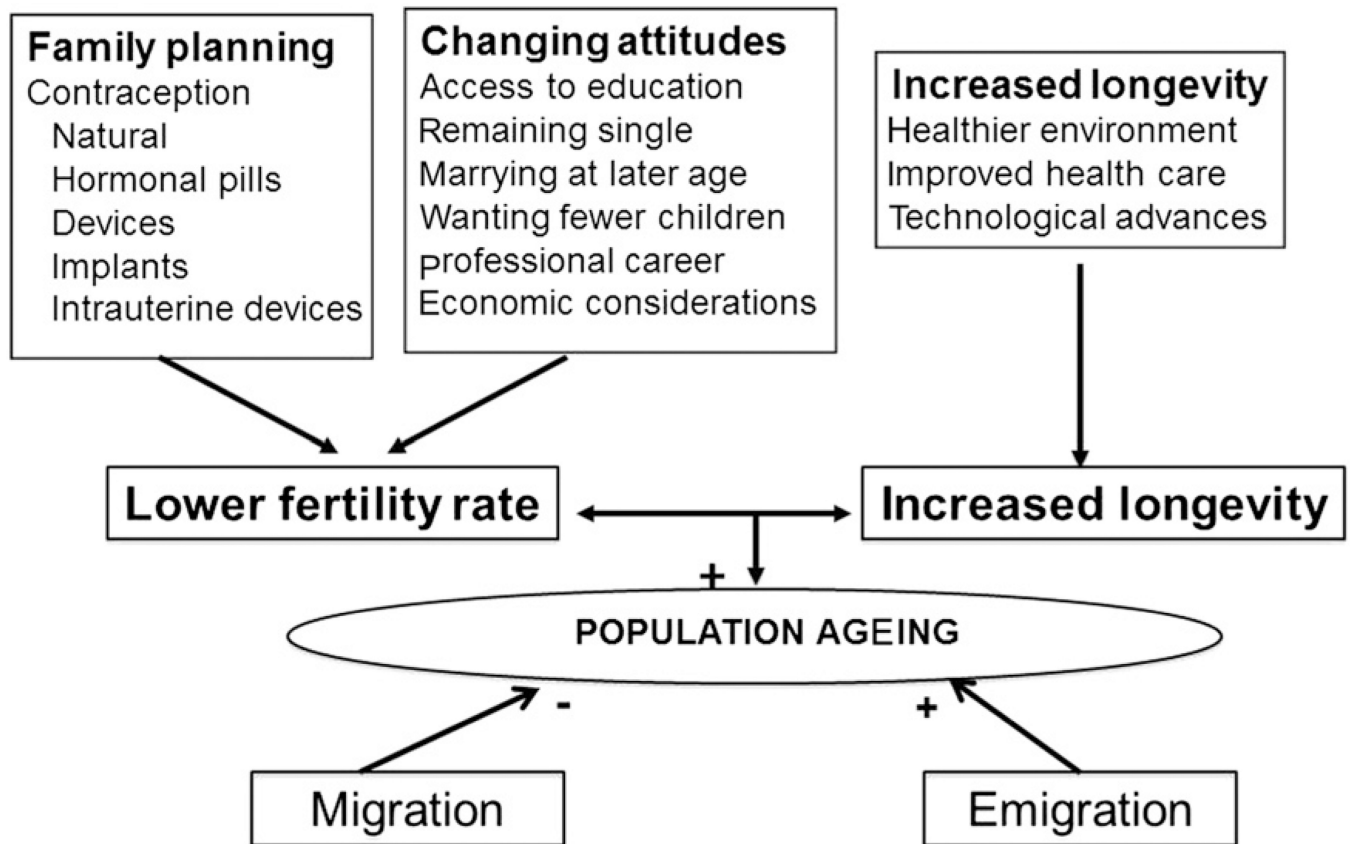 Family planning
Contraception
Natural
Hormonal pills
Devices
Implants
Intrauterine devices
Changing attitudes
Access to education
Remaining single
Marrying at later age
Wanting fewer children
professional career
Economic considerations
Increased longevity
Healthier environment
Improved health care
Technological advances
Lower fertility rate
Increased longevity
+
POPULATION AGEING
-
+
Migration
Emigration